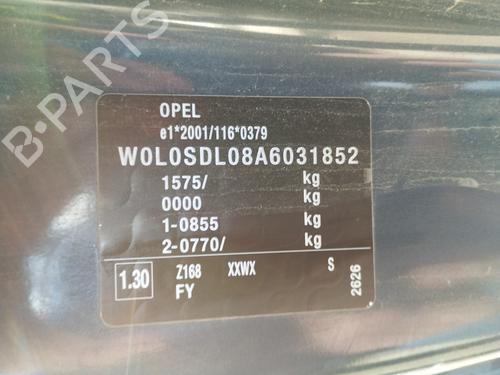 B-PARTS
OPEL
e1*2001/116*0379
W0L0SDL08A6031852
1575/ kg
0000 kg
1-0855 kg
2-0770/ kg
1.30 Z168 XXWX S
FY
2626